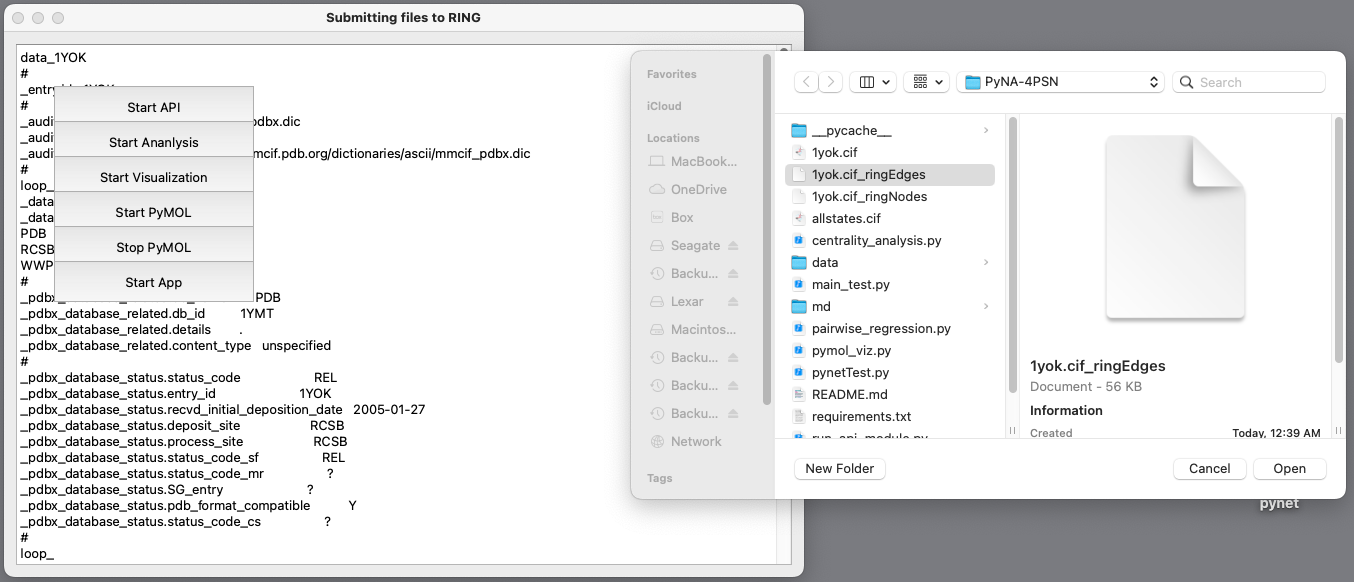 Submitting files to RING
data_1YOK
#
_entry
#
_audi pdbx.dic
_audi
_audi mcif.pdb.org/dictionaries/ascii/mmcif_pdbx.dic
#
loop_
_data
_data
PDB
RCSB
WWP
#
_pdbx_ PDB
_pdbx_database_related.db_id 1YMT
_pdbx_database_related.details .
_pdbx_database_related.content_type unspecified
#
_pdbx_database_status.status_code REL
_pdbx_database_status.entry_id 1YOK
_pdbx_database_status.recvd_initial_deposition_date 2005-01-27
_pdbx_database_status.deposit_site RCSB
_pdbx_database_status.process_site RCSB
_pdbx_database_status.status_code_sf REL
_pdbx_database_status.status_code_mr ?
_pdbx_database_status.SG_entry ?
_pdbx_database_status.pdb_format_compatible Y
_pdbx_database_status.status_code_cs ?
#
loop_
Start API
Start Ananlysis
Start Visualization
Start PyMOL
Stop PyMOL
Start App
Favorites
iCloud
Locations
MacBook...
OneDrive
Box
Seagate
Backu...
Lexar
Macintos...
Backu...
Backu...
Backu...
Network
Tags
PyNA-4PSN
Search
__pycache__
1yok.cif
1yok.cif_ringEdges
1yok.cif_ringNodes
allstates.cif
centrality_analysis.py
data
main_test.py
md
pairwise_regression.py
pymol_viz.py
pynetTest.py
README.md
requirements.txt
run_api_module.py
1yok.cif_ringEdges
Document - 56 KB
Information
Created Today, 12:39 AM
New Folder
Cancel
Open
pynet